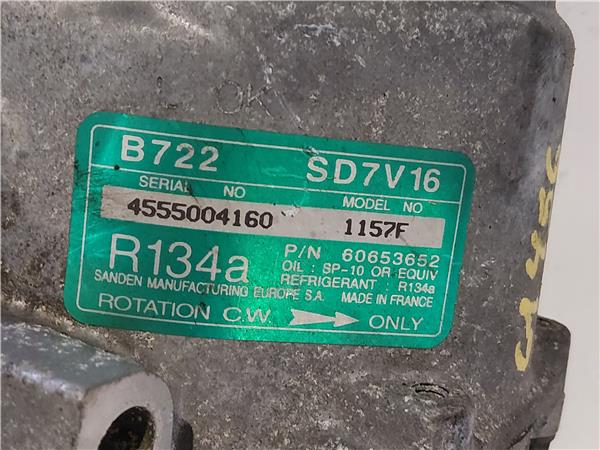 OK
B722 SD7V16
SERIAL NO MODEL NO
4555004160 1157F
R134a P/N 60653652
OIL : SP-10 OR EQUIV
REFRIGERANT : R134a
SANDEN MANUFACTURING EUROPE S.A. MADE IN FRANCE
ROTATION C.W. ONLY